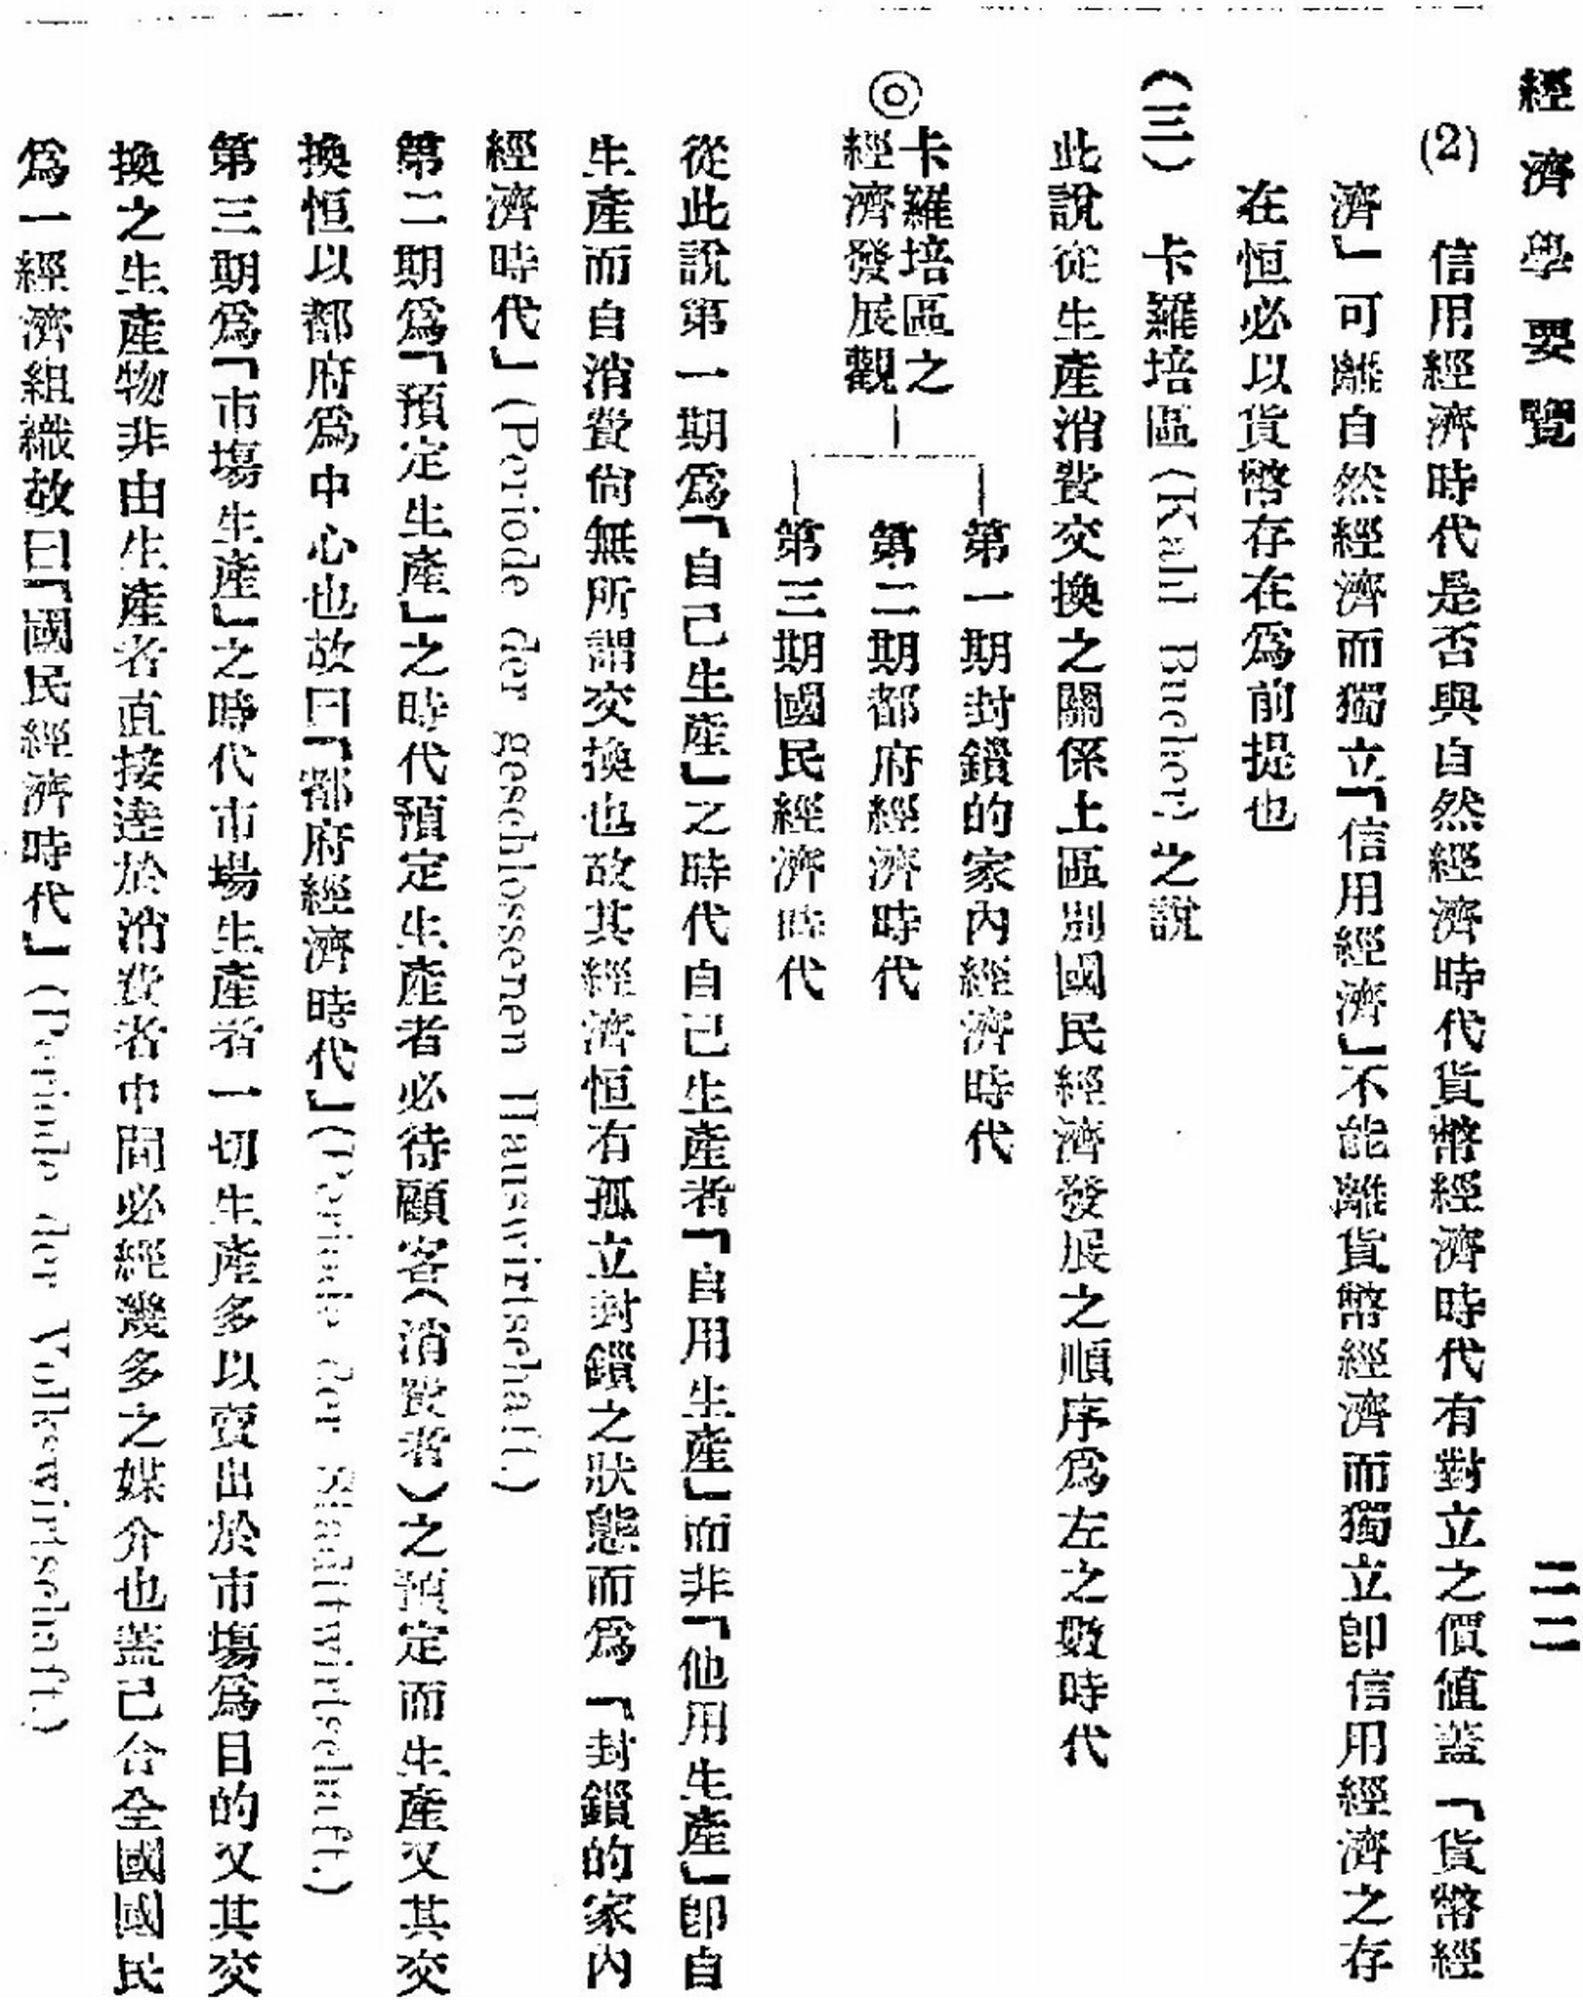 經濟學要覽
二二
(2) 信用經濟時代是否與自然經濟時代貨幣經濟時代有對立之價値蓋「貨幣經
濟」可離自然經濟而獨立「信用經濟」不能離貨幣經濟而獨立卽信用經濟之存
在恒必以貨幣存在爲前提也
(三) 卡羅培區(Kahl Bucher)之說
此說從生產消費交換之關係上區別國民經濟發展之順序爲左之數時代
◎卡羅培區之
經濟發展觀
第一期封鎖的家內經濟時代
第二期都府經濟時代
第三期國民經濟時代
從此說第一期爲「自己生產」之時代自己生產者「自用生產」而非「他用生產」卽自
生產而自消費尙無所謂交換也故其經濟恒有孤立封鎖之狀態而爲「封鎖的家內
經濟時代」(Periode der geschlossenen Hauswirtschaft.)
第二期爲「預定生產」之時代預定生產者必待顧客(消費者)之預定而生產又其交
換恒以都府爲中心也故曰「都府經濟時代」(Periode der Stadttwirtschaft.)
第三期爲「市塲生產」之時代市場生產者一切生產多以賣出於市塲爲目的又其交
換之生產物非由生產者直接達於消費者中間必經幾多之媒介也蓋已合全國國民
爲一經濟組織故曰「國民經濟時代」(Periode der Volkswirtschaft.)